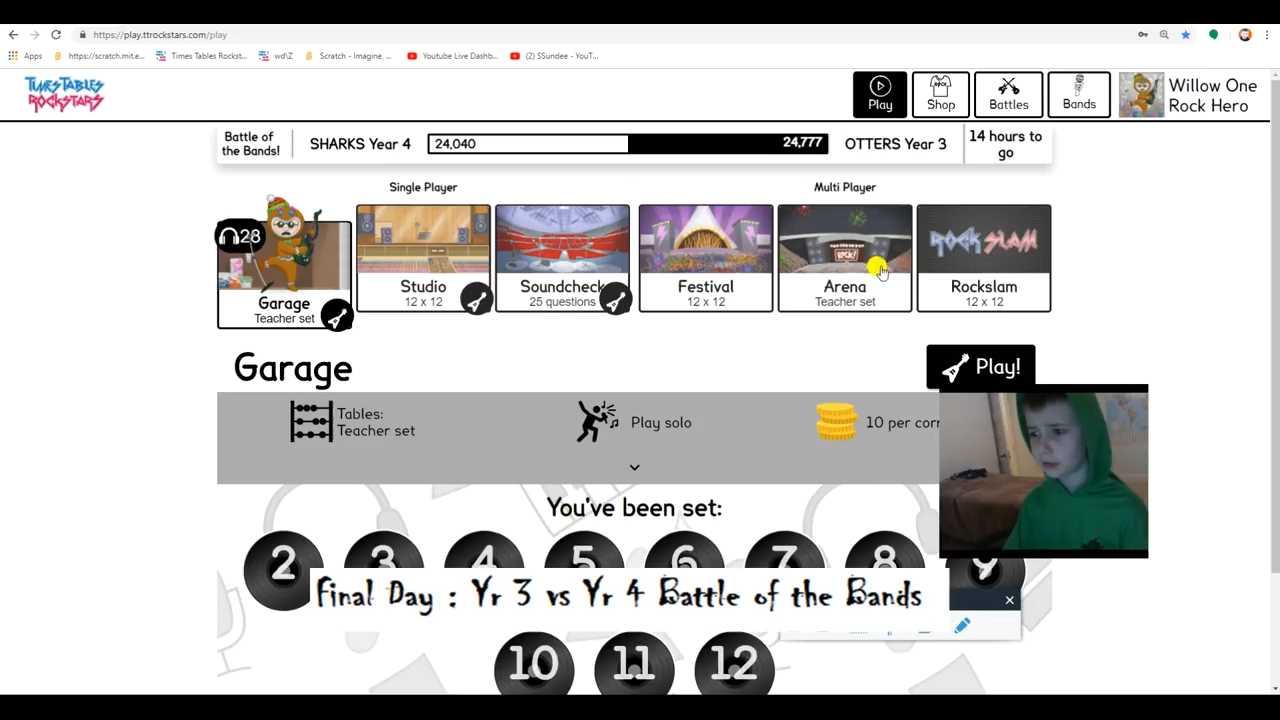 https://play.ttrockstars.com/play
Apps
https://scratch.mit.e...
Times Tables Rockst...
wd\Z
Scratch - Imagine, ...
Youtube Live Dashb...
(2) SSundee - YouT...
TIMES TABLES
ROCKSTARS
Play
Shop
Battles
Bands
Willow One
Rock Hero
Battle of
the Bands!
SHARKS Year 4
24,040
24,777
OTTERS Year 3
14 hours to
go
Single Player
Multi Player
28
ROCK!
ROCK SLAM
Garage
Teacher set
Studio
12 x 12
Soundcheck
25 questions
Festival
12 x 12
Arena
Teacher set
Rockslam
12 x 12
Garage
Play!
Tables:
Teacher set
Play solo
10 per corr
You've been set:
2 3 4 5 6 7 8 9
Final Day : Yr 3 vs Yr 4 Battle of the Bands
10 11 12